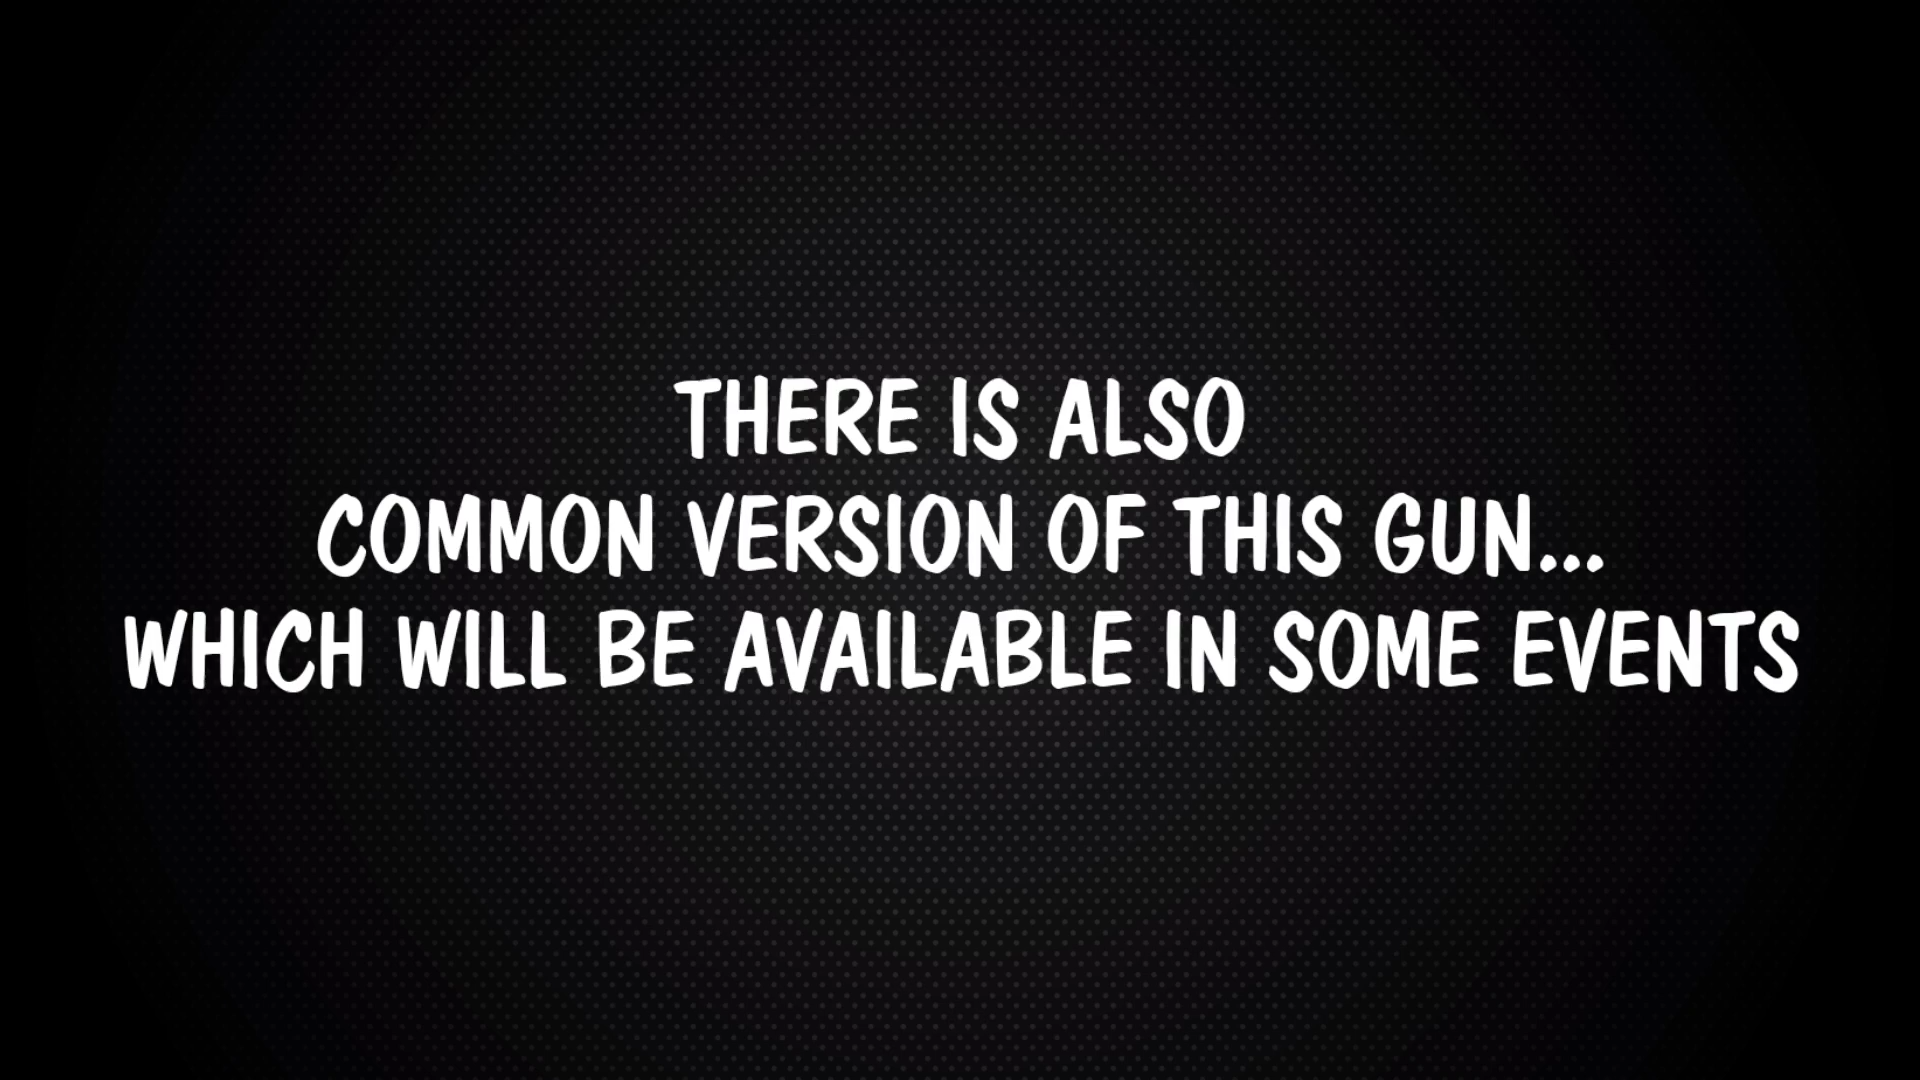 THERE IS ALSO
COMMON VERSION OF THIS GUN...
WHICH WILL BE AVAILABLE IN SOME EVENTS